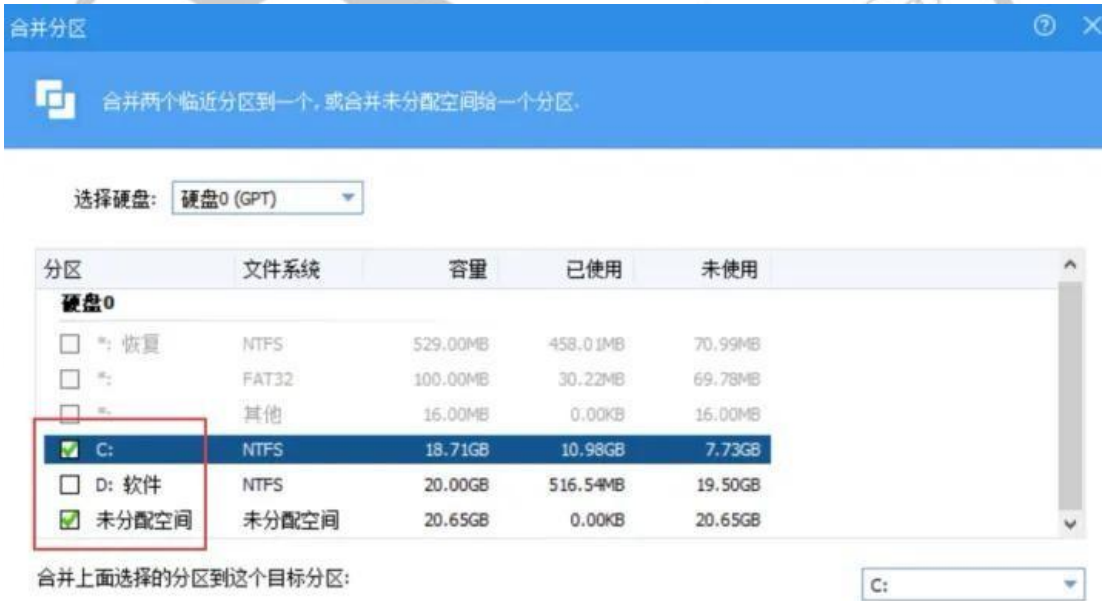 合并分区
合并两个临近分区到一个,或合并未分配空间给一个分区.
选择硬盘: 硬盘0 (GPT)
分区 文件系统 容量 已使用 未使用
硬盘0
*: 恢复 NTFS 529.00MB 458.01MB 70.99MB
*: FAT32 100.00MB 30.22MB 69.78MB
*: 其他 16.00MB 0.00KB 16.00MB
C: NTFS 18.71GB 10.98GB 7.73GB
D: 软件 NTFS 20.00GB 516.54MB 19.50GB
未分配空间 未分配空间 20.65GB 0.00KB 20.65GB
合并上面选择的分区到这个目标分区: C: